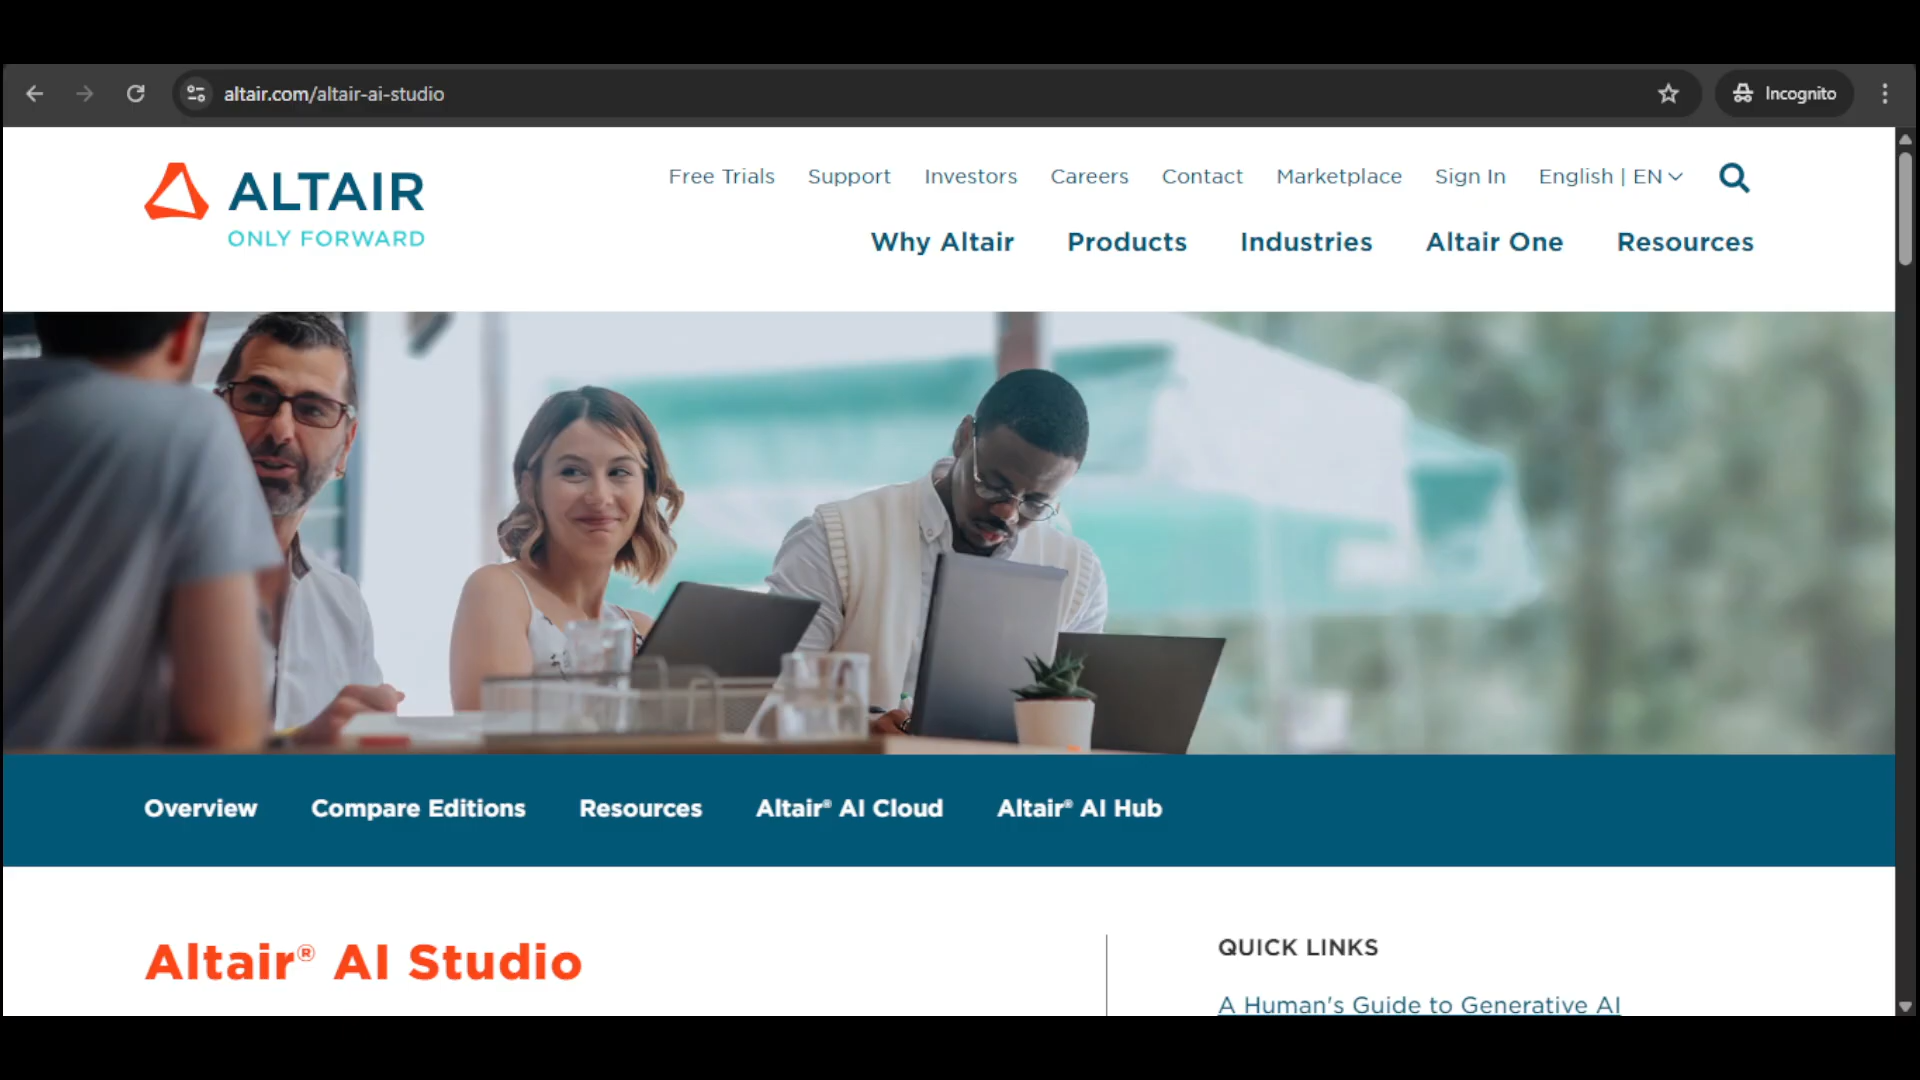 altair.com/altair-ai-studio
Incognito
ALTAIR
ONLY FORWARD
Free Trials Support Investors Careers Contact Marketplace Sign In English | EN
Why Altair Products Industries Altair One Resources
Overview Compare Editions Resources Altair® AI Cloud Altair® AI Hub
Altair® AI Studio
QUICK LINKS
A Human's Guide to Generative AI